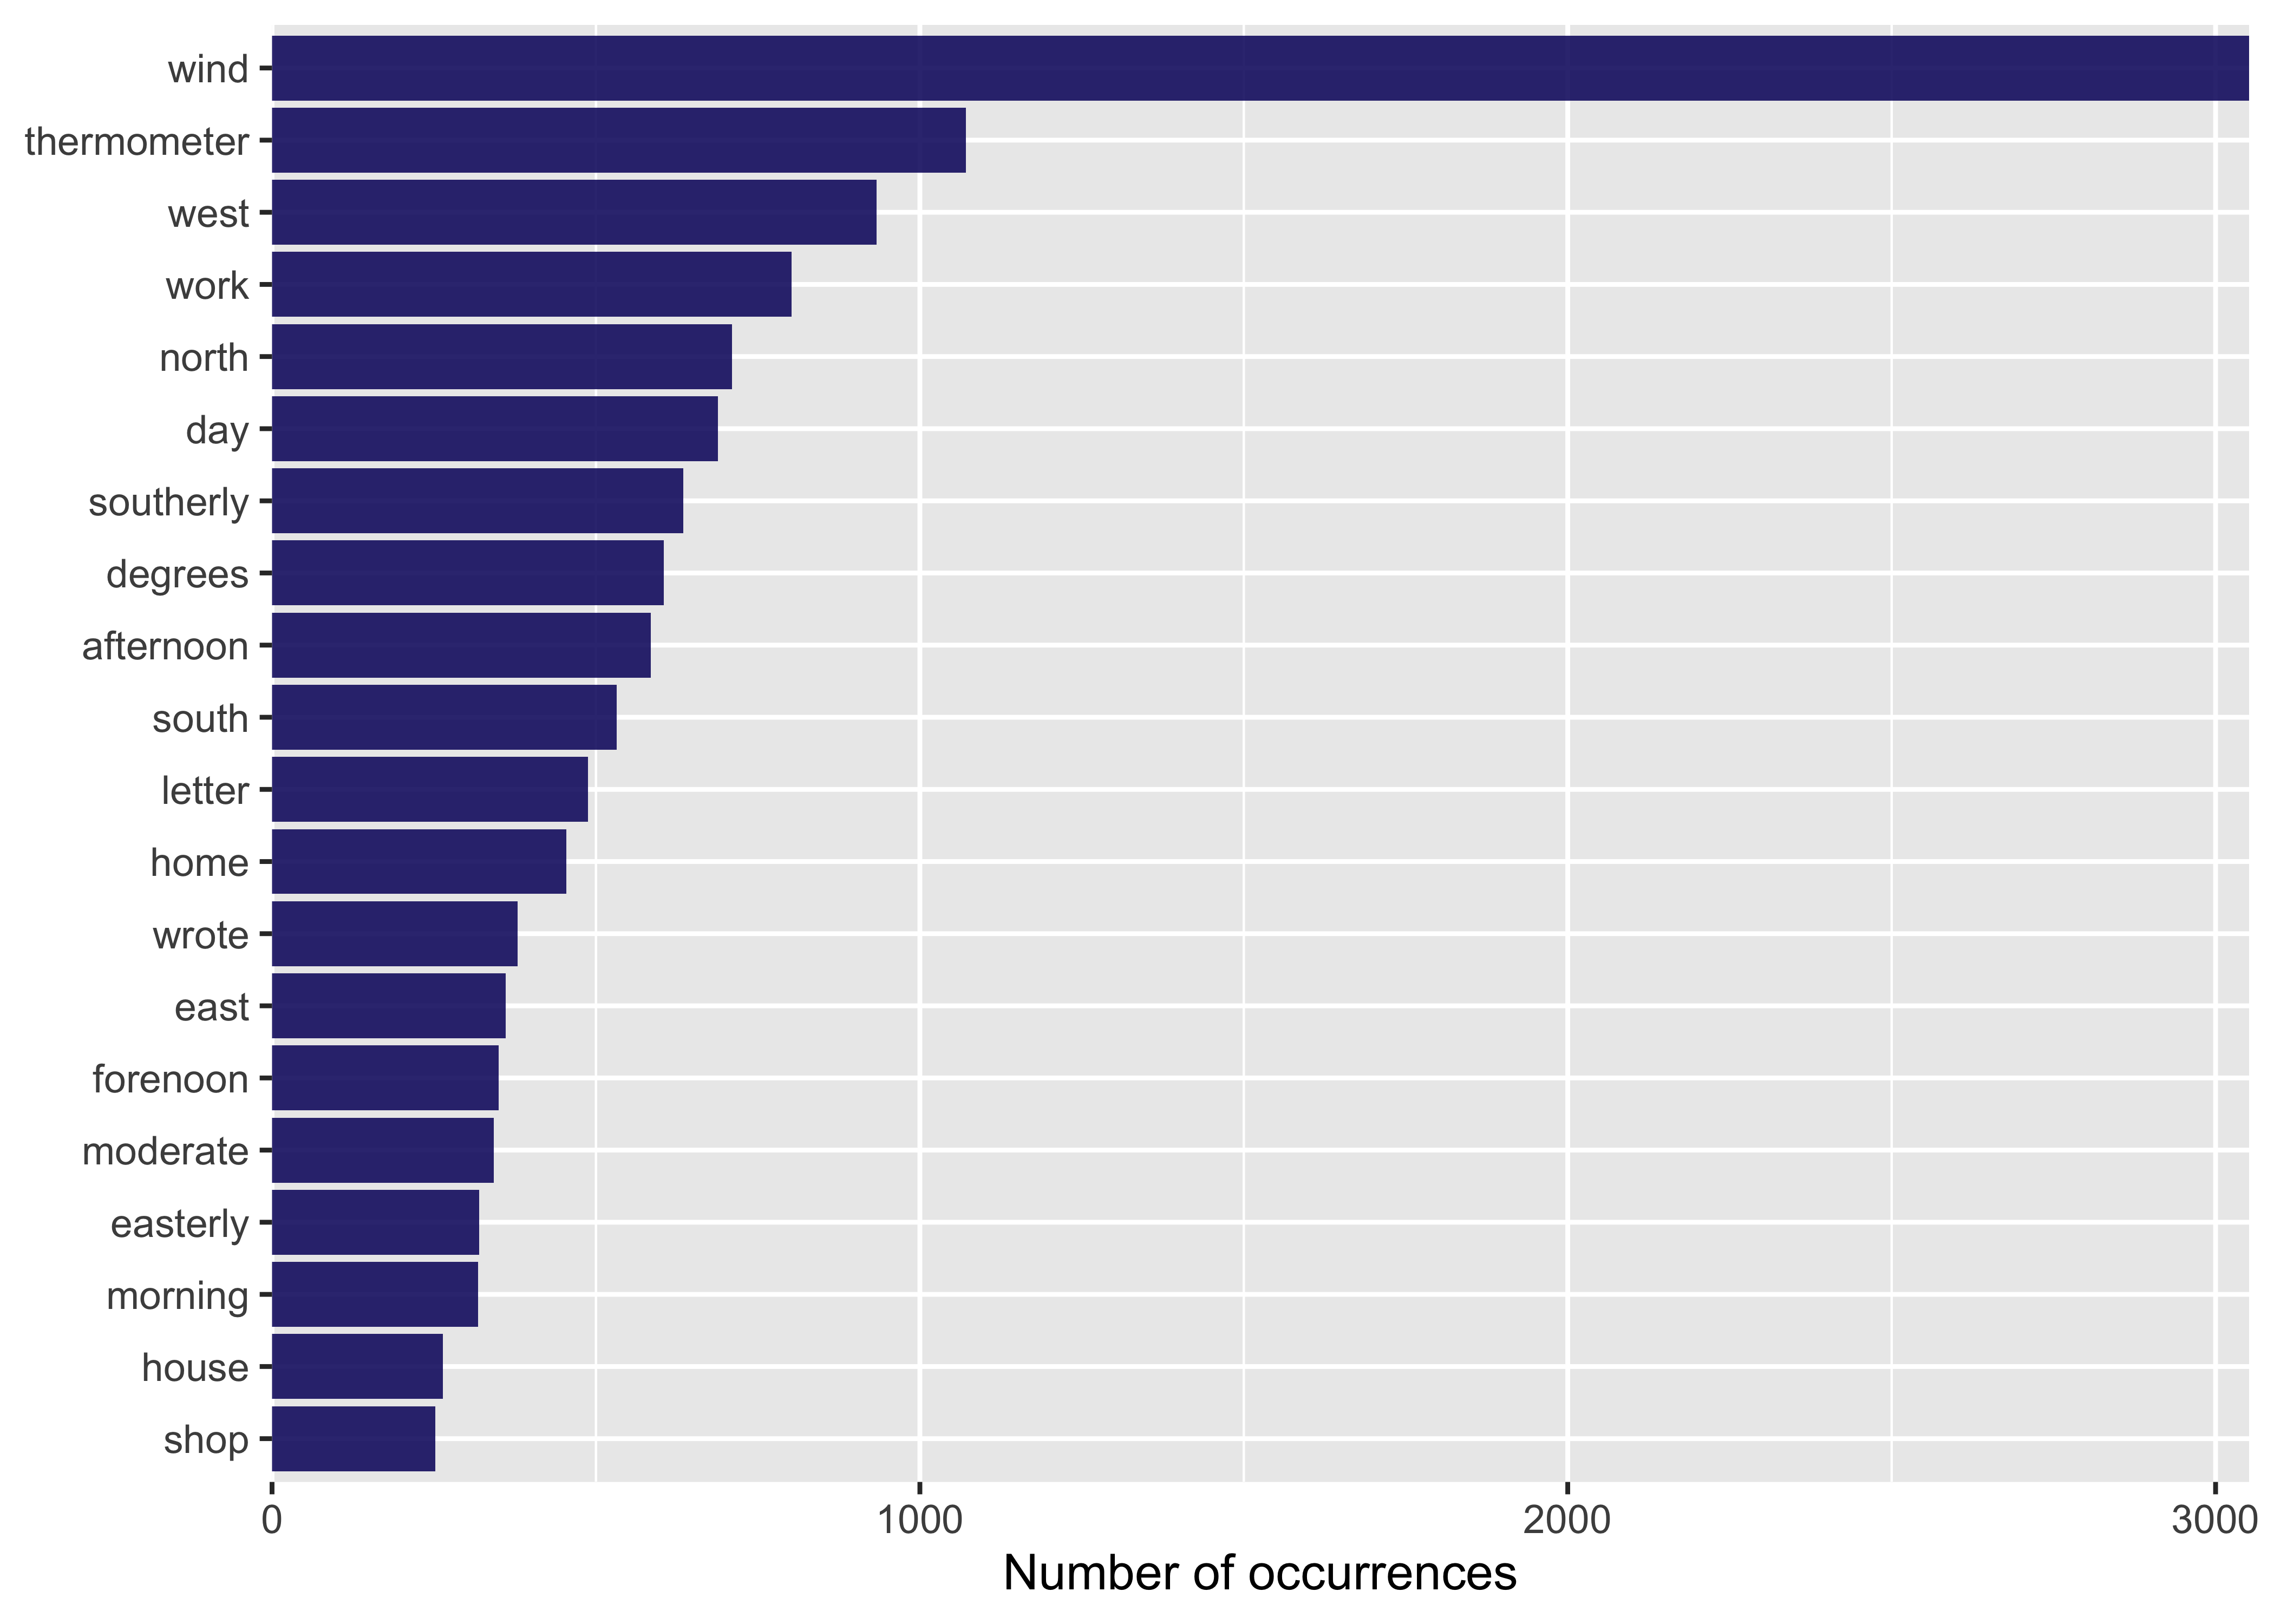 wind
thermometer
west
work
north
day
southerly
degrees
afternoon
south
letter
home
wrote
east
forenoon
moderate
easterly
morning
house
shop
0 1000 2000 3000
Number of occurrences